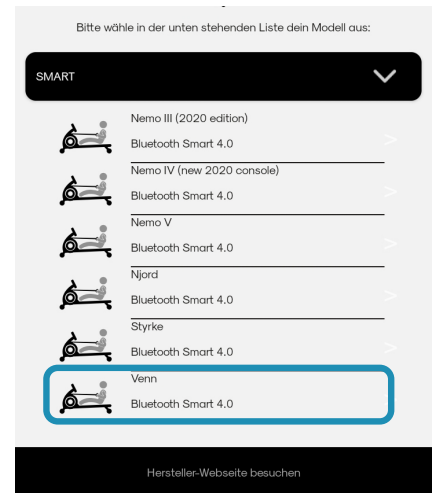 Bitte wähle in der unten stehenden Liste dein Modell aus:
SMART
Nemo III (2020 edition)
Bluetooth Smart 4.0
Nemo IV (new 2020 console)
Bluetooth Smart 4.0
Nemo V
Bluetooth Smart 4.0
Njord
Bluetooth Smart 4.0
Styrke
Bluetooth Smart 4.0
Venn
Bluetooth Smart 4.0
Hersteller-Webseite besuchen